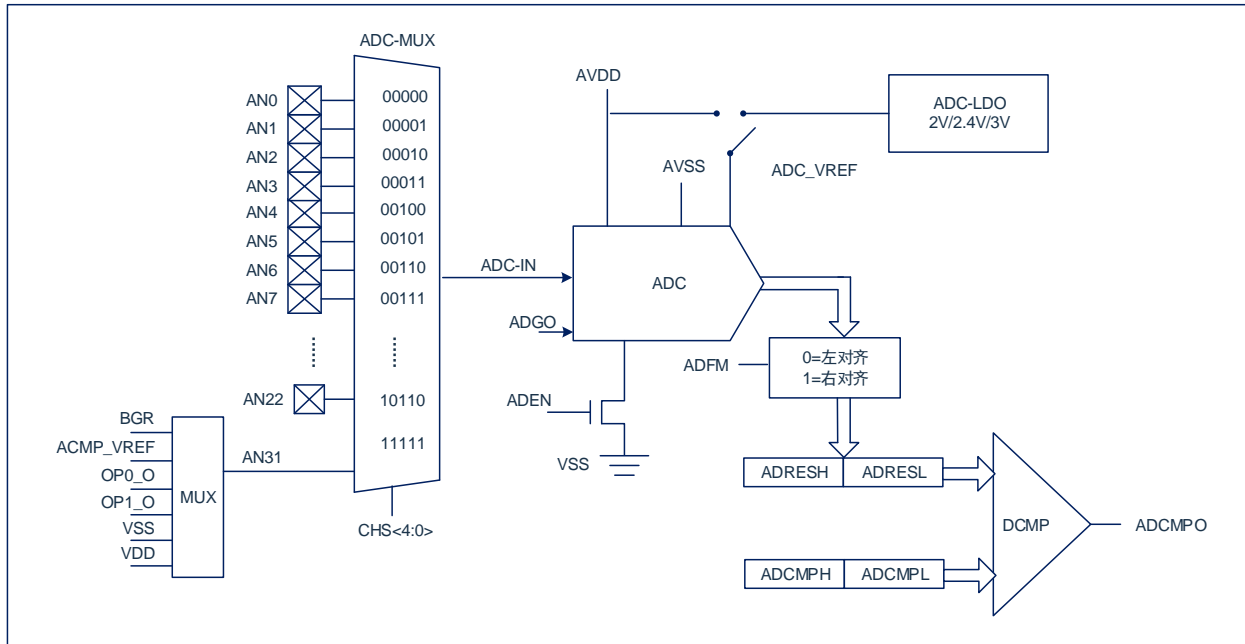 ADC-MUX
AN0
00000
AN1
00001
AN2
00010
AN3
00011
AN4
00100
AN5
00101
AN6
00110
AN7
00111
AN22
10110
11111
BGR
ACMP_VREF
OP0_O
OP1_O
VSS
VDD
MUX
AN31
CHS<4:0>
AVDD
ADC-LDO
2V/2.4V/3V
AVSS
ADC_VREF
ADC-IN
ADC
ADGO
ADEN
VSS
ADFM
0=左对齐
1=右对齐
ADRESH
ADRESL
DCMP
ADCMPO
ADCMPH
ADCMPL